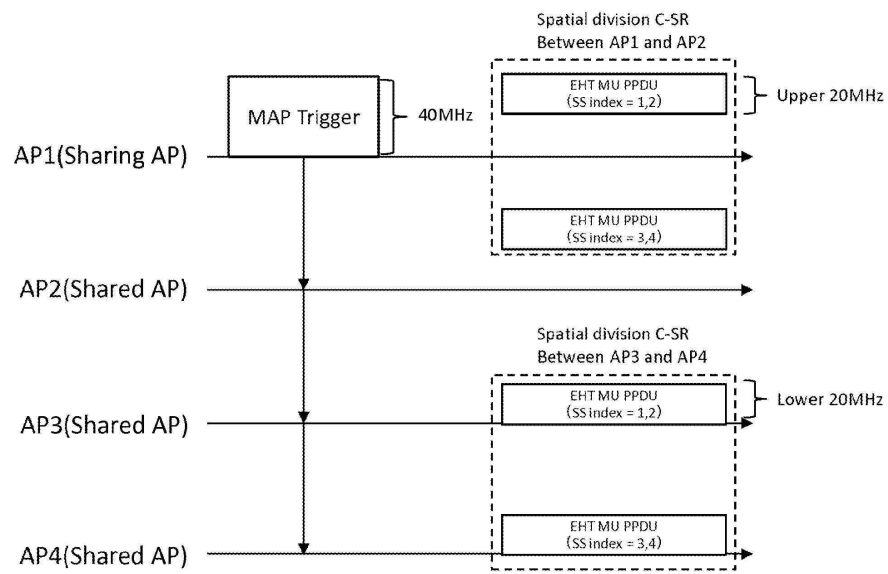 Spatial division C-SR
Between AP1 and AP2
EHT MU PPDU
(SS index = 1,2)
Upper 20MHz
MAP Trigger
40MHz
AP1(Sharing AP)
EHT MU PPDU
(SS index = 3,4)
AP2(Shared AP)
Spatial division C-SR
Between AP3 and AP4
EHT MU PPDU
(SS index = 1,2)
Lower 20MHz
AP3(Shared AP)
EHT MU PPDU
(SS index = 3,4)
AP4(Shared AP)